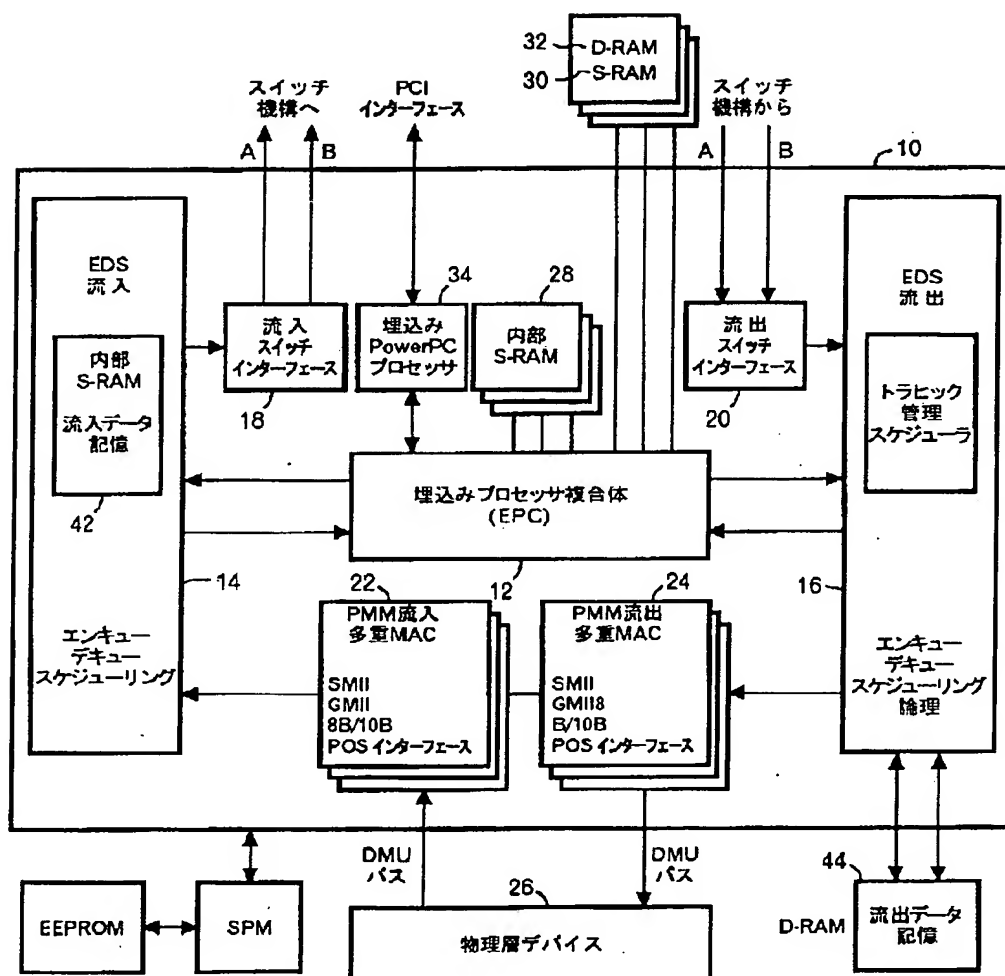 32
D-RAM
30
S-RAM
スイッチ
機構へ
PCI
インターフェース
スイッチ
機構から
A
B
A
B
10
EDS
流入
内部
S-RAM
流入データ
記憶
42
14
エンキュー
デキュー
スケジューリング
流入
スイッチ
インターフェース
18
34
埋込み
PowerPC
プロセッサ
28
内部
S-RAM
流出
スイッチ
インターフェース
20
EDS
流出
トラヒック
管理
スケジューラ
16
エンキュー
デキュー
スケジューリング
論理
埋込みプロセッサ複合体
(EPC)
12
22
PMM流入
多重MAC
SMII
GMII
8B/10B
POS インターフェース
24
PMM流出
多重MAC
SMII
GMII8
B/10B
POS インターフェース
DMU
バス
DMU
バス
EEPROM
SPM
26
物理層デバイス
44
D-RAM
流出データ
記憶